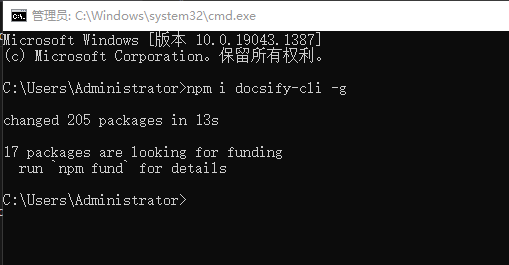 管理员: C:\Windows\system32\cmd.exe
Microsoft Windows [版本 10.0.19043.1387]
(c) Microsoft Corporation。保留所有权利。
C:\Users\Administrator>npm i docsify-cli -g
changed 205 packages in 13s
17 packages are looking for funding
run `npm fund` for details
C:\Users\Administrator>